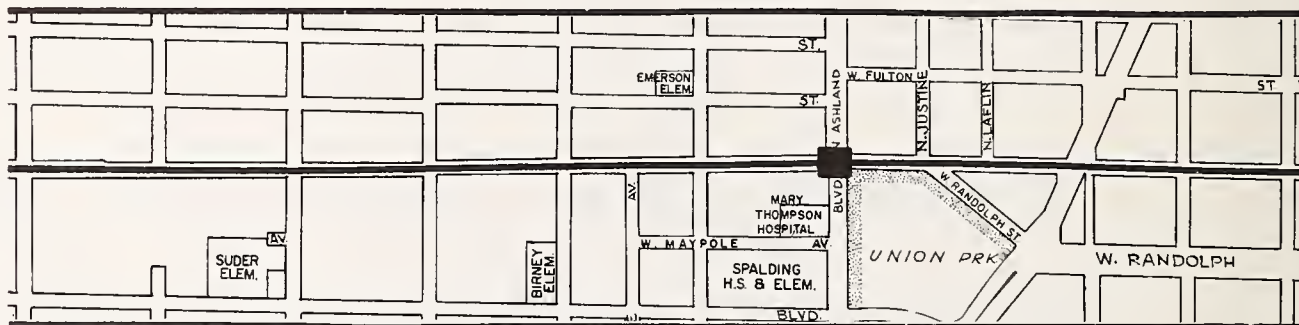 ST.
EMERSON
ELEM.
ST.
N. ASHLAND
BLVD.
W. FULTON
N. JUSTINE
N. LAFLIN
ST.
W. RANDOLPH ST.
MARY
THOMPSON
HOSPITAL
AV.
W. MAYPOLE
AV.
SPALDING
H.S. & ELEM.
BLVD.
UNION PRK.
W. RANDOLPH
AV.
SUDER
ELEM.
BIRNEY
ELEM.